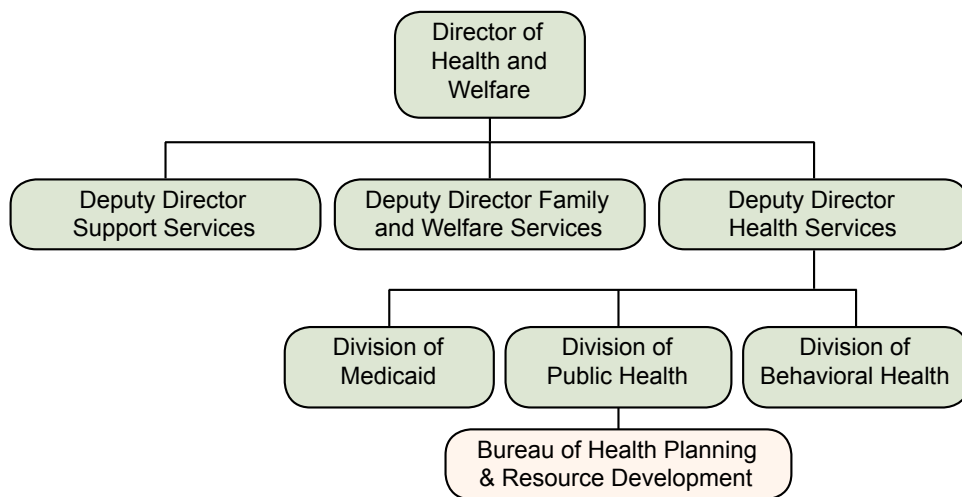 Director of
Health and
Welfare
Deputy Director
Support Services
Deputy Director Family
and Welfare Services
Deputy Director
Health Services
Division of
Medicaid
Division of
Public Health
Division of
Behavioral Health
Bureau of Health Planning
& Resource Development